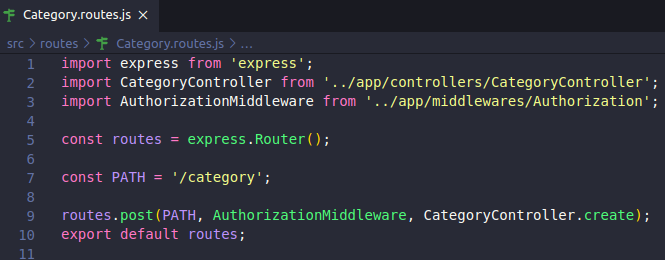 Category.routes.js ×
src > routes > Category.routes.js > ...
1 import express from 'express';
2 import CategoryController from '../app/controllers/CategoryController';
3 import AuthorizationMiddleware from '../app/middlewares/Authorization';
4
5 const routes = express.Router();
6
7 const PATH = '/category';
8
9 routes.post(PATH, AuthorizationMiddleware, CategoryController.create);
10 export default routes;
11